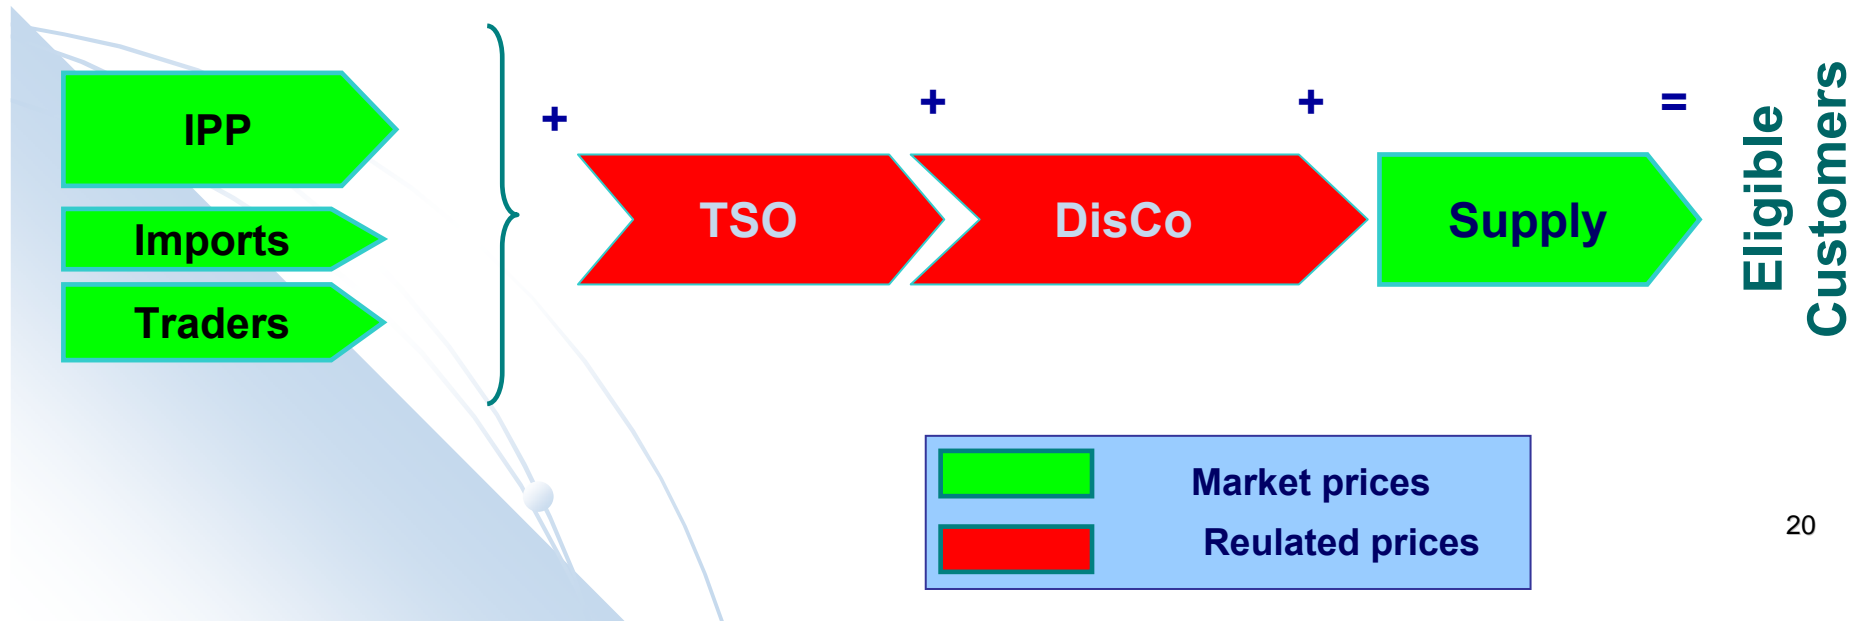 IPP
Imports
Traders
+
TSO
+
DisCo
+
Supply
=
Eligible
Customers
Market prices
Reulated prices
20